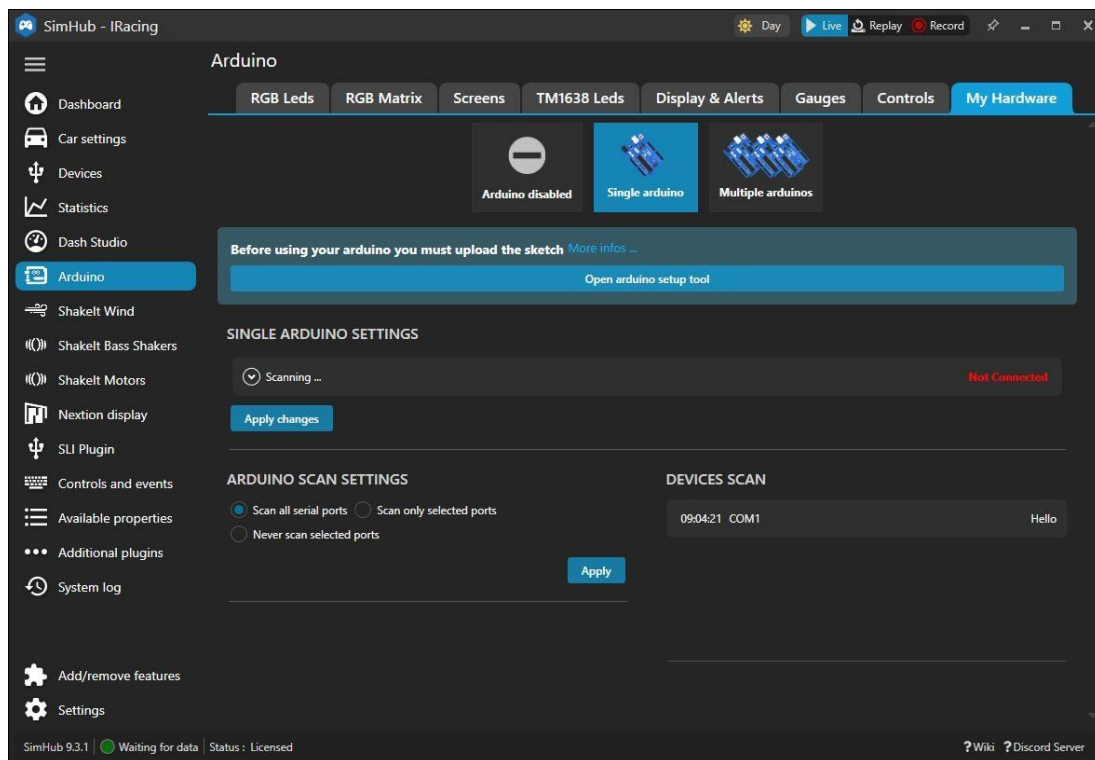 SimHub - IRacing
Day
Live
Replay
Record
Arduino
RGB Leds
RGB Matrix
Screens
TM1638 Leds
Display & Alerts
Gauges
Controls
My Hardware
Dashboard
Car settings
Devices
Statistics
Dash Studio
Arduino
ShakeIt Wind
ShakeIt Bass Shakers
ShakeIt Motors
Nextion display
SLI Plugin
Controls and events
Available properties
Additional plugins
System log
Add/remove features
Settings
Arduino disabled
Single arduino
Multiple arduinos
Before using your arduino you must upload the sketch More infos ...
Open arduino setup tool
SINGLE ARDUINO SETTINGS
Scanning ...
Not Connected
Apply changes
ARDUINO SCAN SETTINGS
Scan all serial ports
Scan only selected ports
Never scan selected ports
Apply
DEVICES SCAN
09:04:21 COM1
Hello
SimHub 9.3.1
Waiting for data
Status : Licensed
?Wiki
?Discord Server